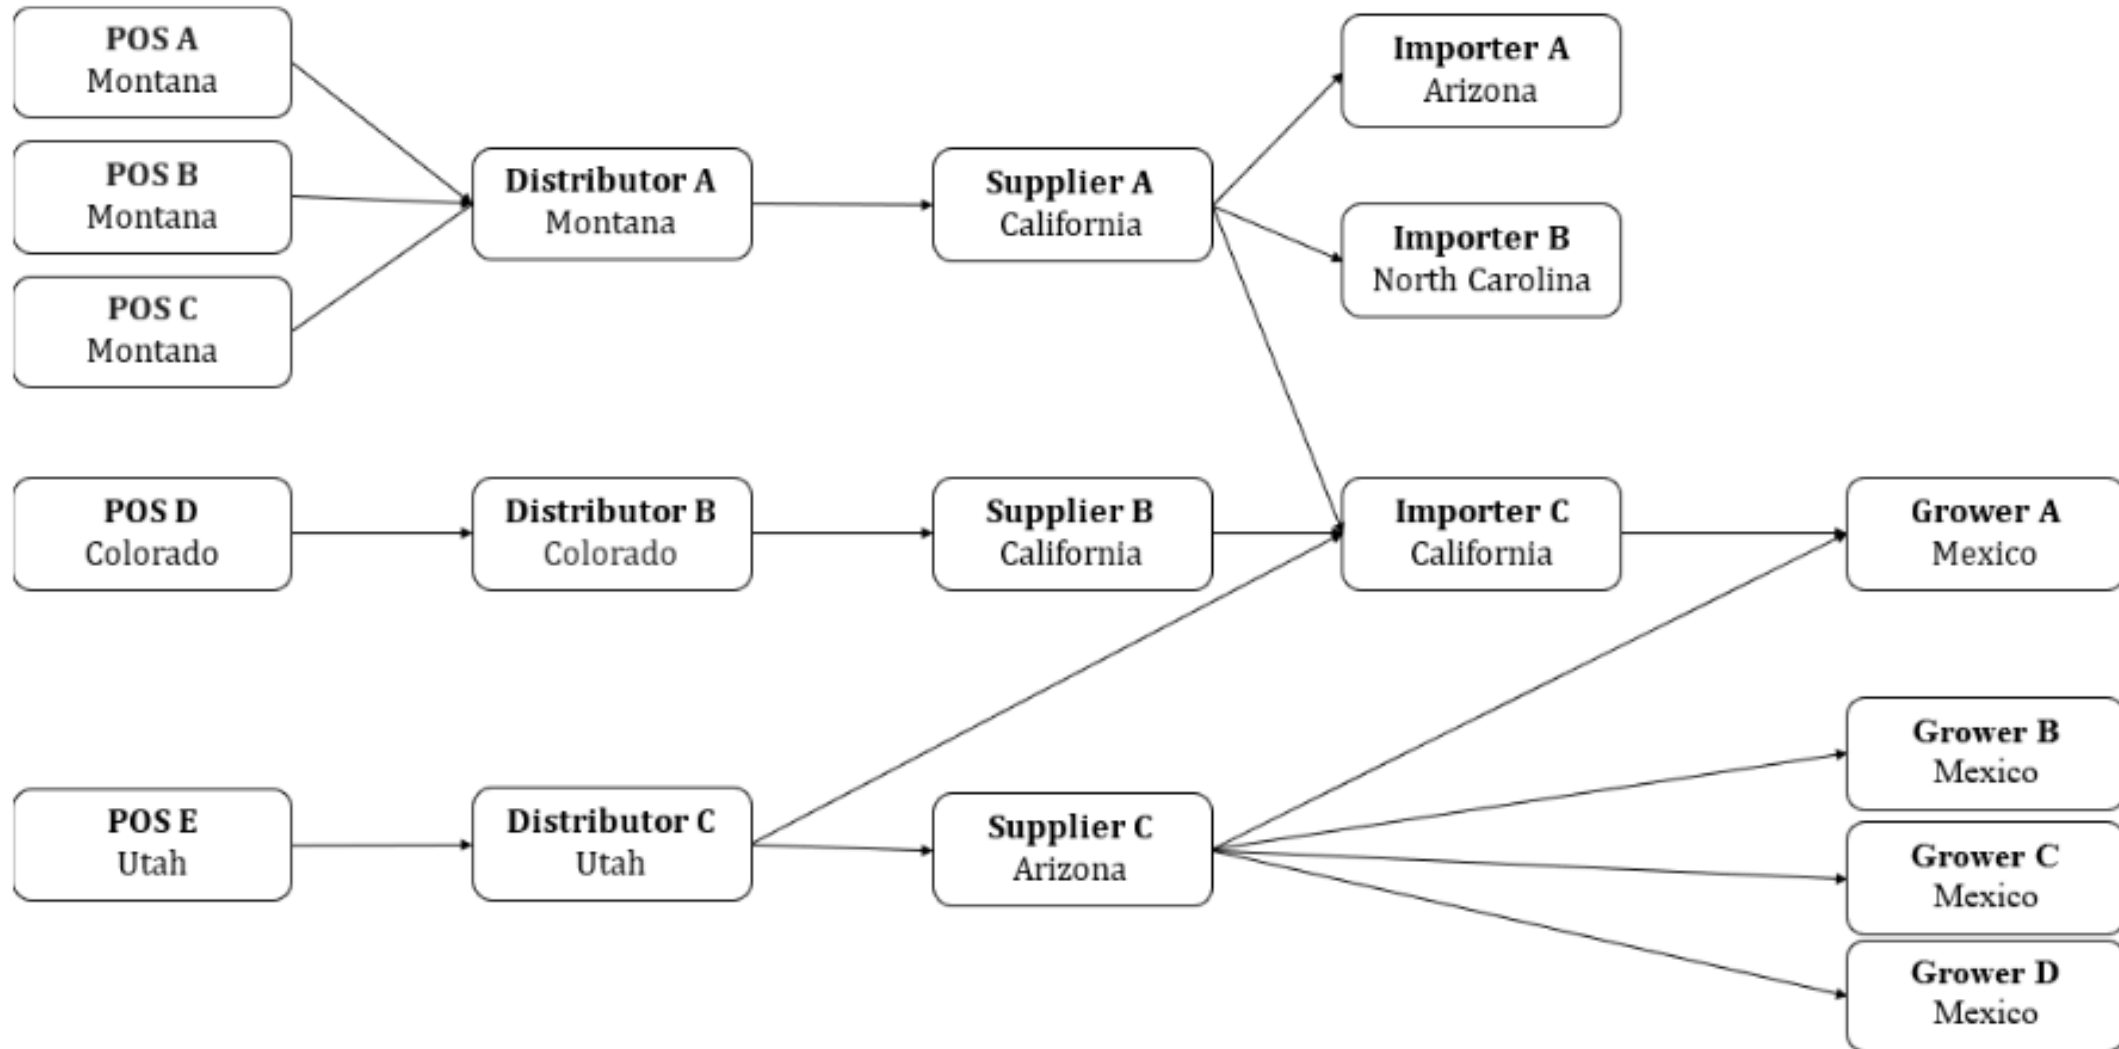 POS A
Montana
POS B
Montana
POS C
Montana
Distributor A
Montana
Supplier A
California
Importer A
Arizona
Importer B
North Carolina
POS D
Colorado
Distributor B
Colorado
Supplier B
California
Importer C
California
Grower A
Mexico
POS E
Utah
Distributor C
Utah
Supplier C
Arizona
Grower B
Mexico
Grower C
Mexico
Grower D
Mexico